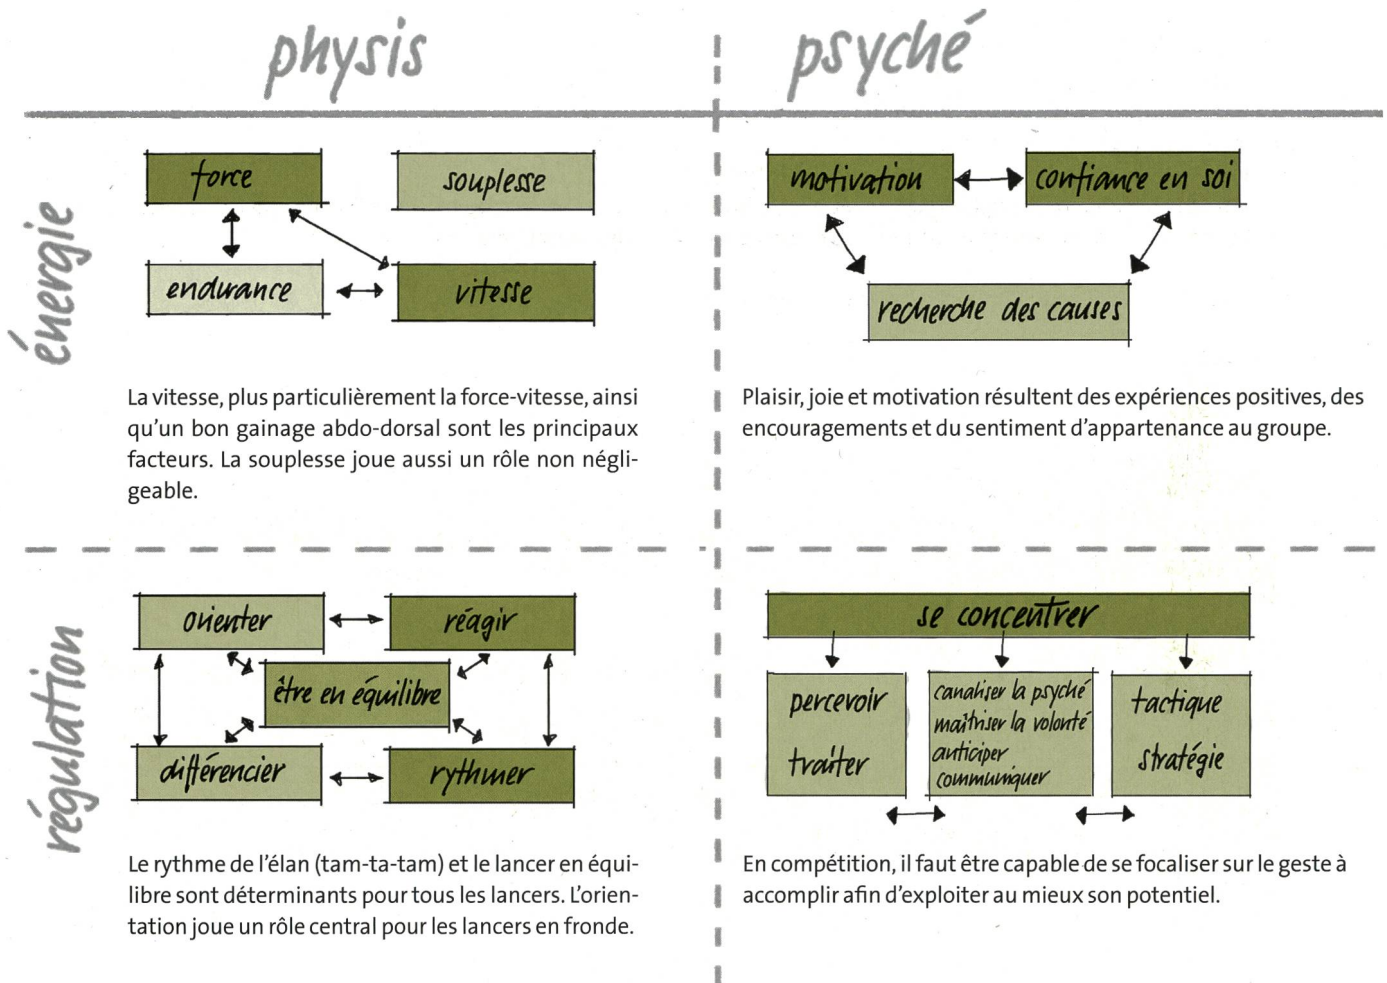 physis
psyché
énergie
force
souplesse
endurance
vitesse
La vitesse, plus particulièrement la force-vitesse, ainsi
qu'un bon gainage abdo-dorsal sont les principaux
facteurs. La souplesse joue aussi un rôle non négli-
geable.
motivation
confiance en soi
recherche des causes
Plaisir, joie et motivation résultent des expériences positives, des
encouragements et du sentiment d'appartenance au groupe.
régulation
orienter
réagir
être en équilibre
différencier
rythmer
Le rythme de l'élan (tam-ta-tam) et le lancer en équi-
libre sont déterminants pour tous les lancers. L'orien-
tation joue un rôle central pour les lancers en fronde.
se concentrer
percevoir
traiter
canaliser la psyché
maîtriser la volonté
anticiper
communiquer
tactique
stratégie
En compétition, il faut être capable de se focaliser sur le geste à
accomplir afin d'exploiter au mieux son potentiel.